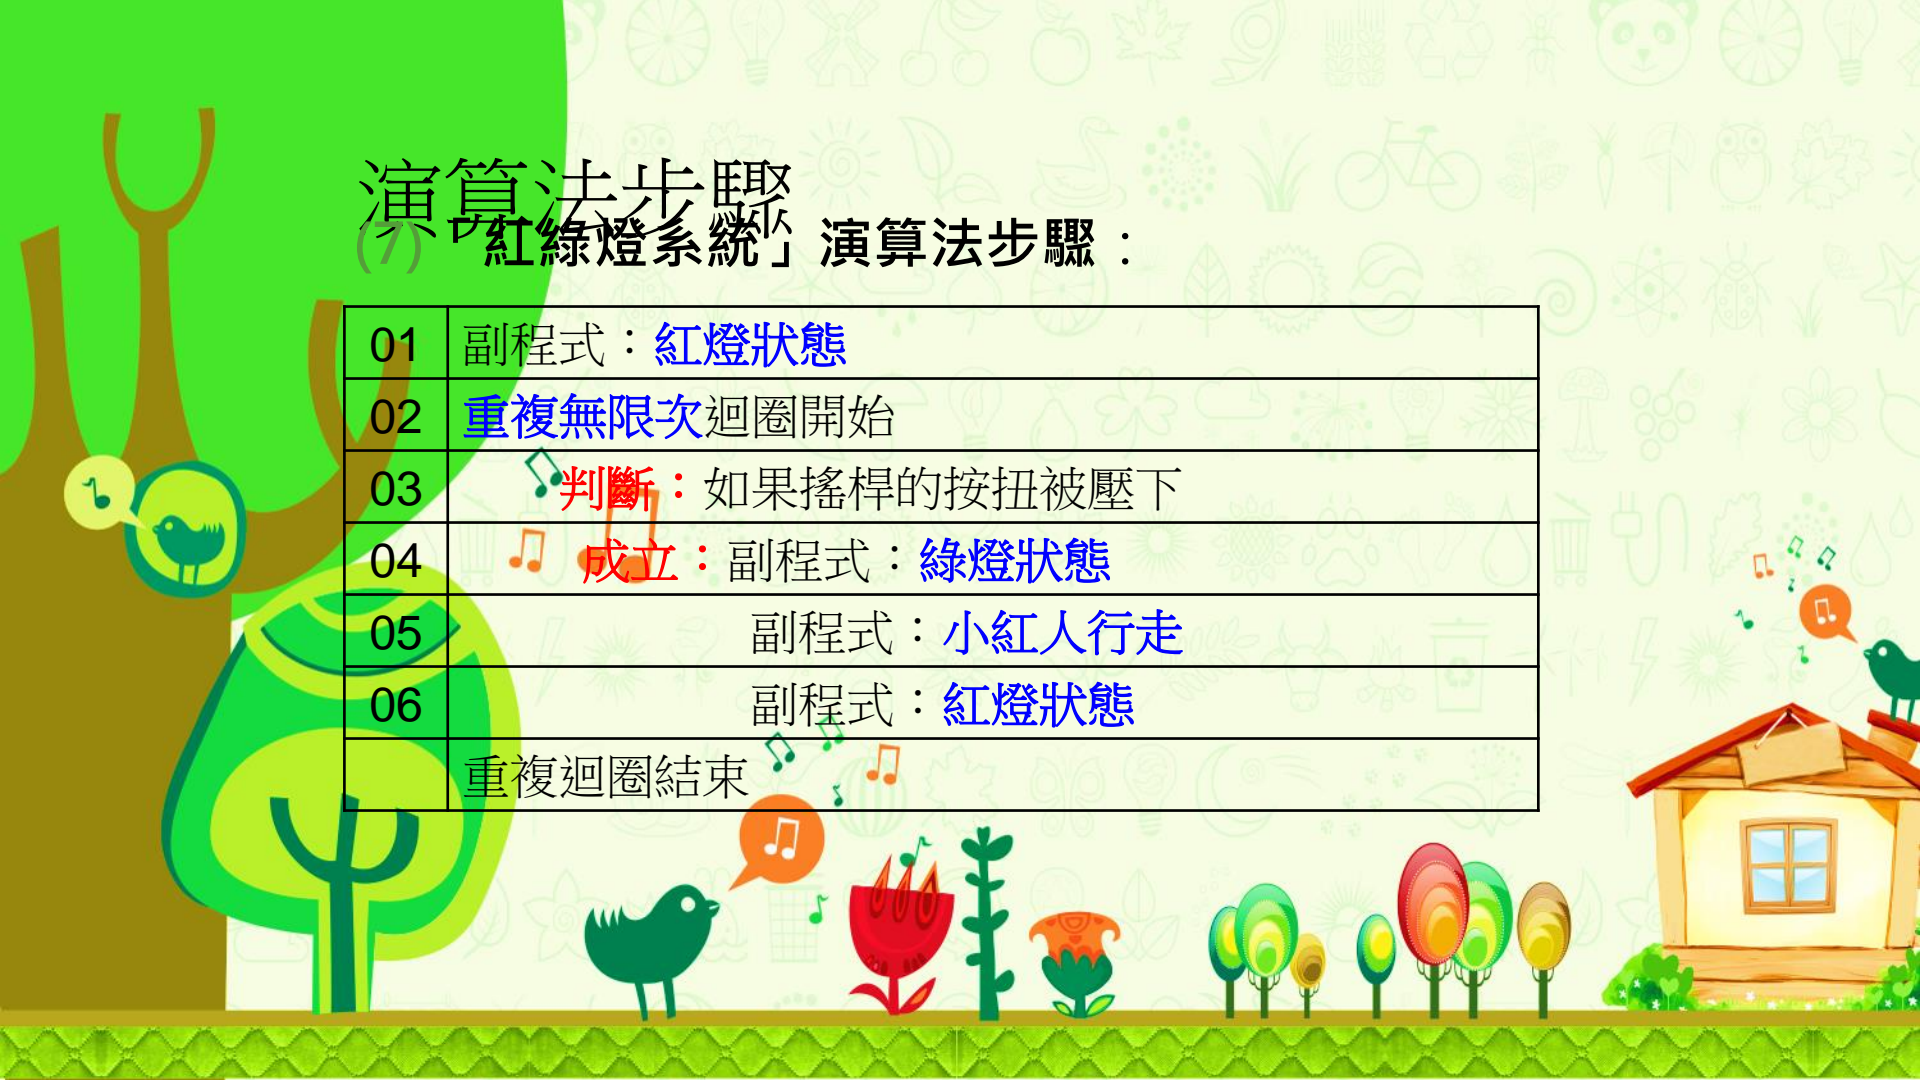 演算法步驟
(7) 「紅綠燈系統」演算法步驟：
01 副程式：紅燈狀態
02 重複無限次迴圈開始
03 判斷：如果搖桿的按扭被壓下
04 成立：副程式：綠燈狀態
05 副程式：小紅人行走
06 副程式：紅燈狀態
重複迴圈結束